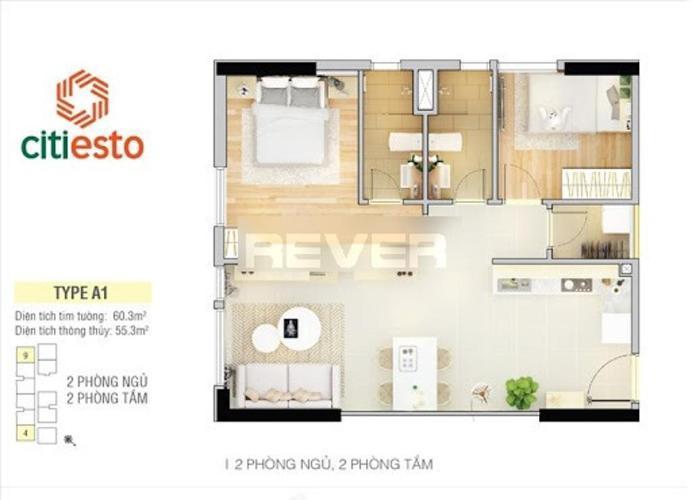 citiesto
TYPE A1
Diện tích tim tường: 60.3m²
Diện tích thông thủy: 55.3m²
9
2 PHÒNG NGỦ
2 PHÒNG TẮM
4
REVER
I 2 PHÒNG NGỦ, 2 PHÒNG TẮM